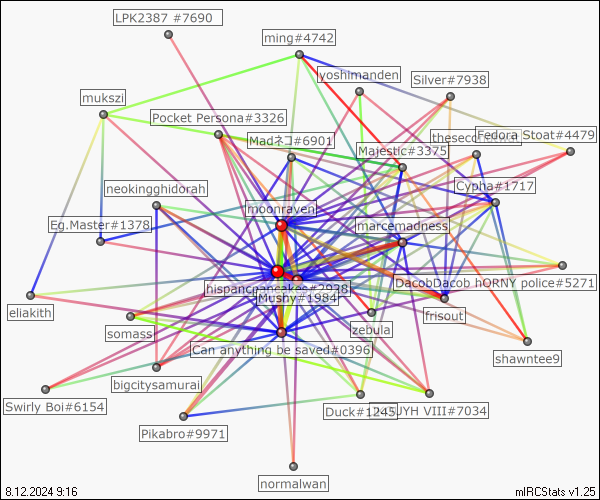 LPK2387 #7690
ming#4742
yoshimanden
Silver#7938
mukszi
Pocket Persona#3326
Fedora Stoat#4479
Madネコ#6901
Majestic#3375
neokingghidorah
Cypha#1717
moonraven
Eg.Master#1378
marcemadness
DacobDacob hORNY police#5271
hispancpancakes#2938
Mushy#1984
eliakith
frisout
somass
zebula
Can anything be saved#0396
shawntee9
bigcitysamurai
Swirly Boi#6154
Duck#1245
JYH VIII#7034
Pikabro#9971
normalwan
8.12.2024 9:16
mIRCStats v1.25